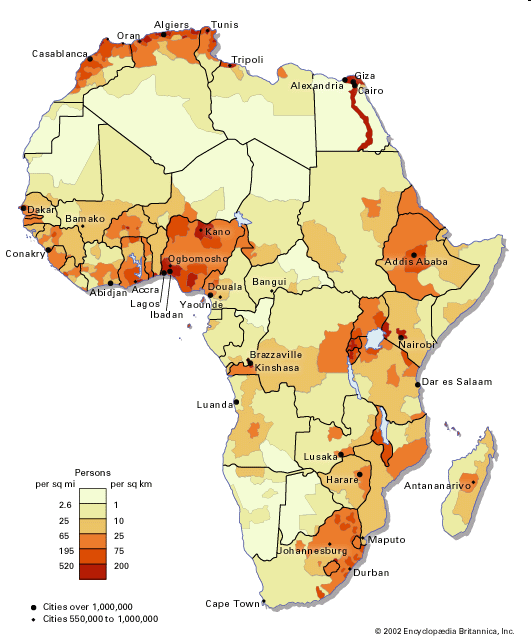 Algiers
Tunis
Oran
Casablanca
Tripoli
Giza
Alexandria
Cairo
Dakar
Bamako
Kano
Conakry
Ogbomosho
Addis Ababa
Abidjan
Accra
Douala
Bangui
Lagos
Yaounde
Ibadan
Nairobi
Brazzaville
Kinshasa
Dar es Salaam
Luanda
Lusaka
Harare
Antananarivo
Maputo
Johannesburg
Durban
Cape Town
Persons
per sq mi per sq km
2.6 1
25 10
65 25
195 75
520 200
Cities over 1,000,000
Cities 550,000 to 1,000,000
© 2002 Encyclopædia Britannica, Inc.